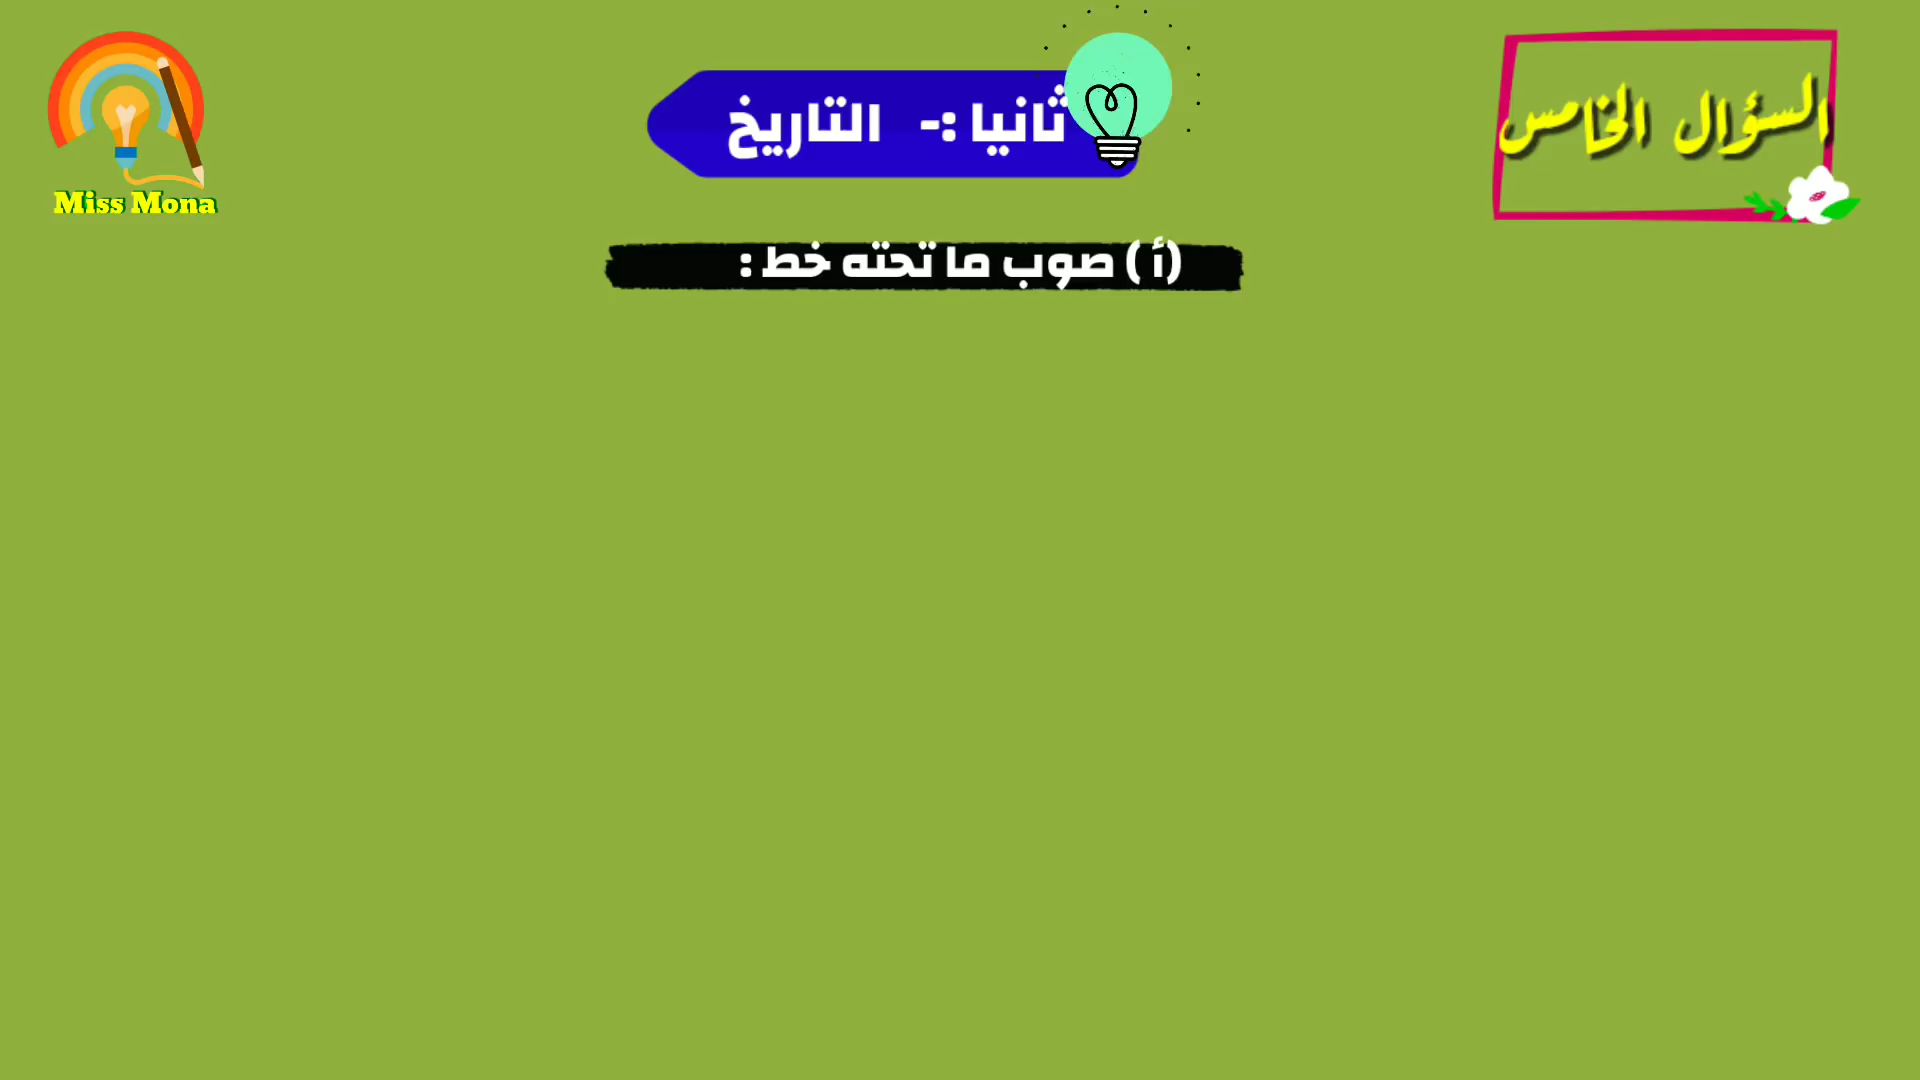 السؤال الخامس
ثانيا :- التاريخ
Miss Mona
(أ ) صوب ما تحته خط :